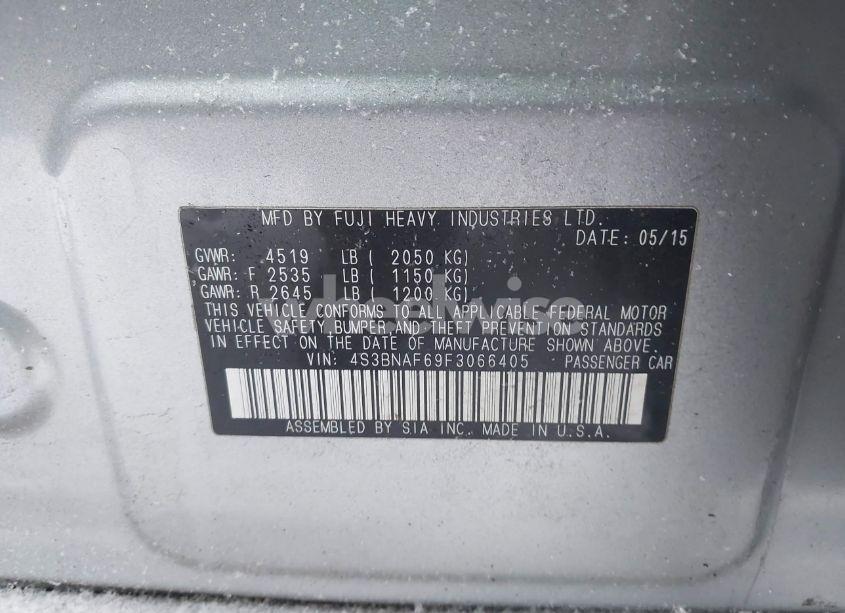 MFD BY FUJI HEAVY INDUSTRIES LTD.
DATE: 05/15
GVWR: 4519 LB ( 2050 KG)
GAWR: F 2535 LB ( 1150 KG)
GAWR: R 2645 LB ( 1200 KG)
wheelwise
THIS VEHICLE CONFORMS TO ALL APPLICABLE FEDERAL MOTOR
VEHICLE SAFETY, BUMPER, AND THEFT PREVENTION STANDARDS
IN EFFECT ON THE DATE OF MANUFACTURE SHOWN ABOVE.
VIN: 4S3BNAF69F3066405 PASSENGER CAR
ASSEMBLED BY SIA INC. MADE IN U.S.A.